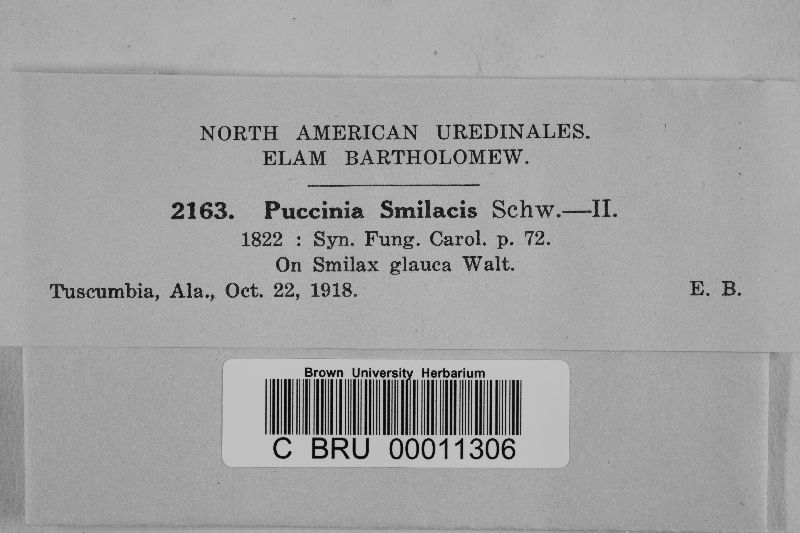 NORTH AMERICAN UREDINALES.
ELAM BARTHOLOMEW.
2163. Puccinia Smilacis Schw.—II.
1822 : Syn. Fung. Carol. p. 72.
On Smilax glauca Walt.
Tuscumbia, Ala., Oct. 22, 1918. E. B.
Brown University Herbarium
C BRU 00011306